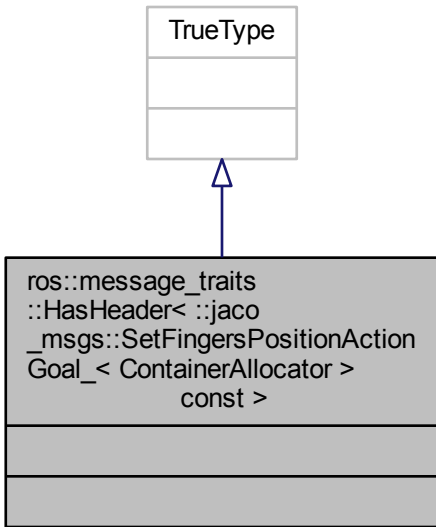 TrueType
ros::message_traits
::HasHeader< ::jaco
_msgs::SetFingersPositionAction
Goal_< ContainerAllocator >
const >